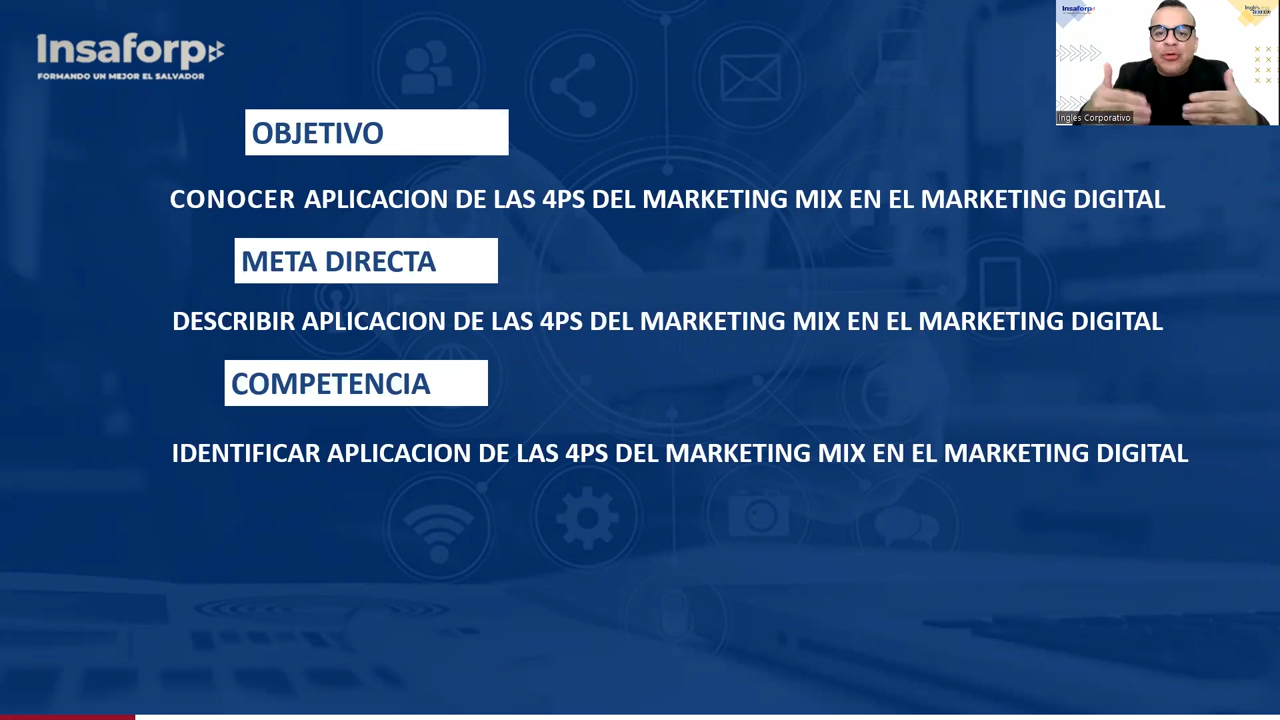 Insaforp
FORMANDO UN MEJOR EL SALVADOR
Insaforp
Inglés Corporativo
OBJETIVO
CONOCER APLICACION DE LAS 4PS DEL MARKETING MIX EN EL MARKETING DIGITAL
META DIRECTA
DESCRIBIR APLICACION DE LAS 4PS DEL MARKETING MIX EN EL MARKETING DIGITAL
COMPETENCIA
IDENTIFICAR APLICACION DE LAS 4PS DEL MARKETING MIX EN EL MARKETING DIGITAL